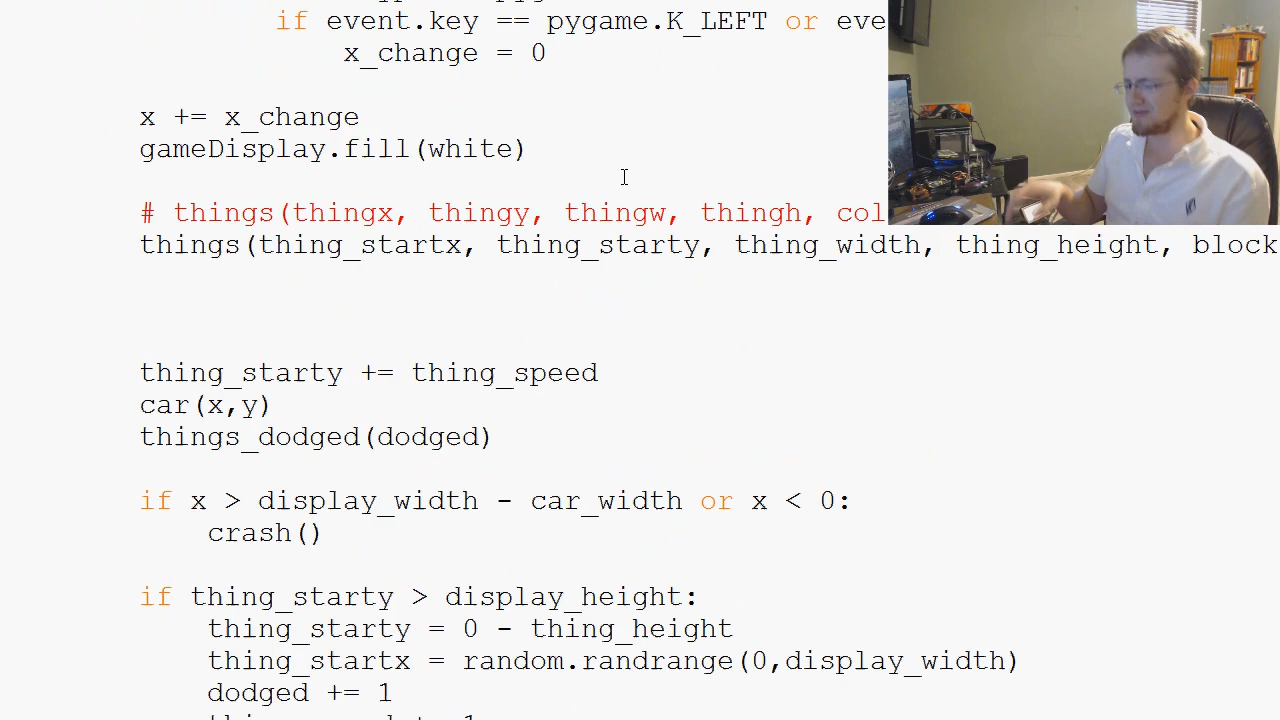 if event.key == pygame.K_LEFT or eve
x_change = 0
x += x_change
gameDisplay.fill(white)
# things(thingx, thingy, thingw, thingh, col
things(thing_startx, thing_starty, thing_width, thing_height, block
thing_starty += thing_speed
car(x,y)
things_dodged(dodged)
if x > display_width - car_width or x < 0:
crash()
if thing_starty > display_height:
thing_starty = 0 - thing_height
thing_startx = random.randrange(0,display_width)
dodged += 1